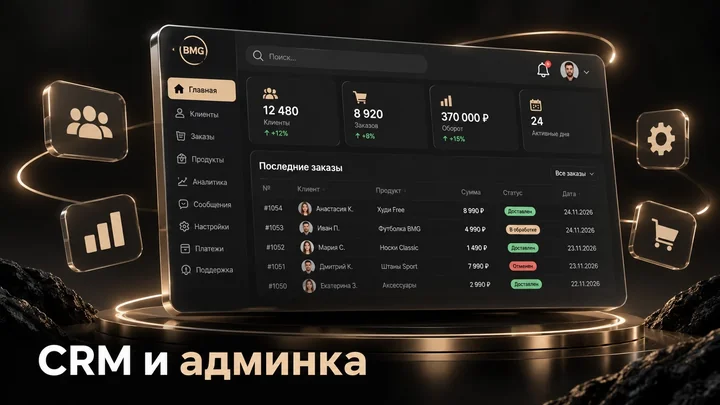 BMG
Поиск...
Главная
Клиенты
Заказы
Продукты
Аналитика
Сообщения
Настройки
Платежи
Поддержка
12 480
Клиенты
↑ +12%
8 920
Заказов
↑ +8%
370 000 ₽
Оборот
↑ +15%
24
Активные дня
Последние заказы
Все заказы
№ Клиент Продукт Сумма Статус Дата
#1054 Анастасия К. Худи Free 8 990 ₽ Доставлен 24.11.2026
#1053 Иван П. Футболка BMG 4 990 ₽ В обработке 24.11.2026
#1052 Мария С. Носки Classic 1 490 ₽ Доставлен 23.11.2026
#1051 Дмитрий К. Штаны Sport 7 990 ₽ Отменен 23.11.2026
#1050 Екатерина З. Аксессуары 2 990 ₽ Доставлен 22.11.2026
CRM и админка